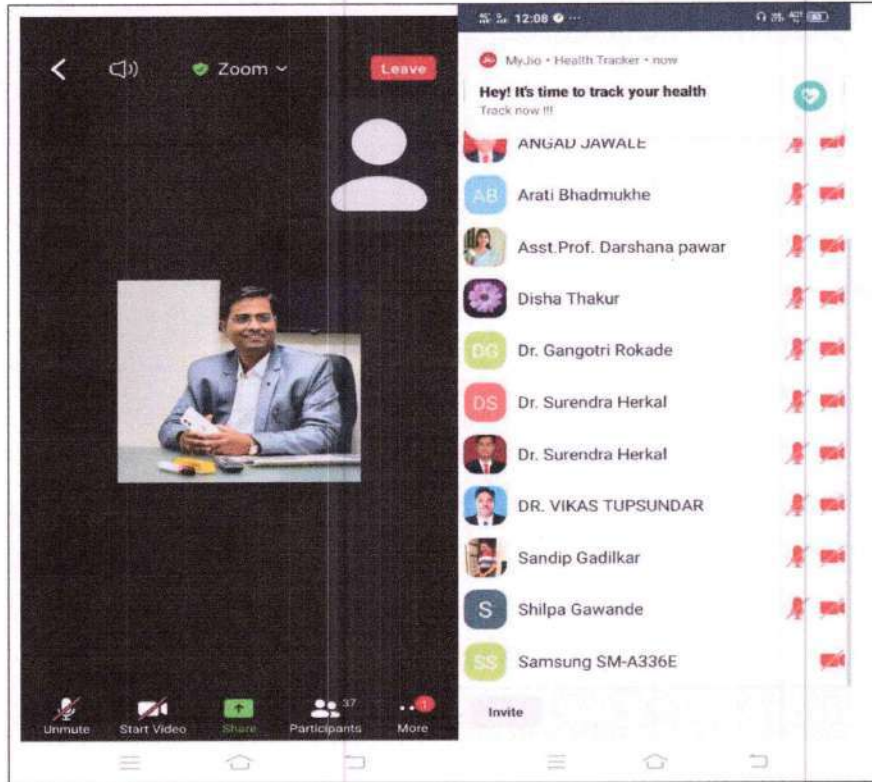 Zoom
Leave
Unmute
Start Video
Share
37
Participants
1
More
12:08
MyJio • Health Tracker • now
Hey! It's time to track your health
Track now !!!
ANGAD JAWALE
AB
Arati Bhadmukhe
Asst.Prof. Darshana pawar
Disha Thakur
DG
Dr. Gangotri Rokade
DS
Dr. Surendra Herkal
Dr. Surendra Herkal
DR. VIKAS TUPSUNDAR
Sandip Gadilkar
S
Shilpa Gawande
SS
Samsung SM-A336E
Invite